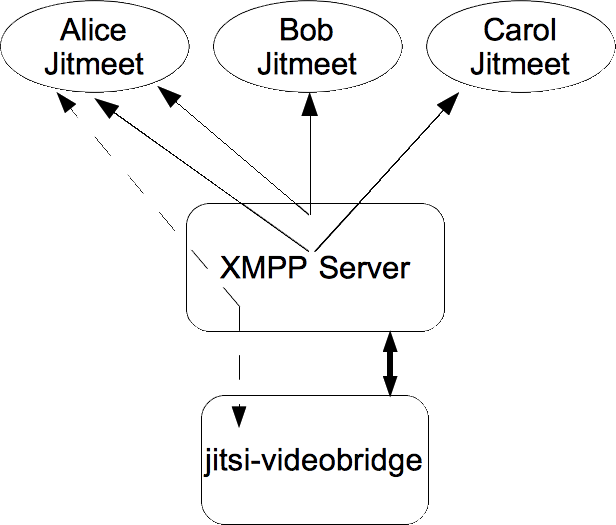 Alice
Jitmeet
Bob
Jitmeet
Carol
Jitmeet
XMPP Server
jitsi-videobridge